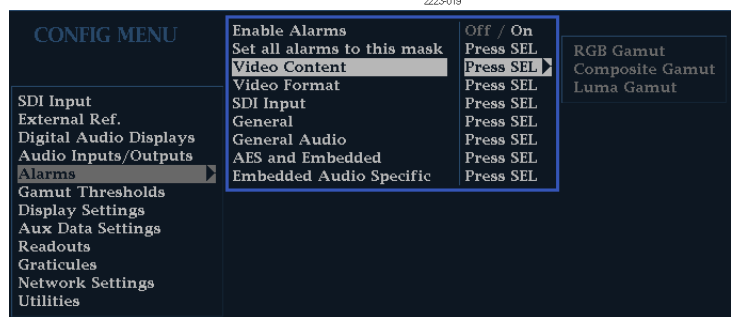 2223-019
CONFIG MENU
SDI Input
External Ref.
Digital Audio Displays
Audio Inputs/Outputs
Alarms
Gamut Thresholds
Display Settings
Aux Data Settings
Readouts
Graticules
Network Settings
Utilities
Enable Alarms Off / On
Set all alarms to this mask Press SEL
Video Content Press SEL
Video Format Press SEL
SDI Input Press SEL
General Press SEL
General Audio Press SEL
AES and Embedded Press SEL
Embedded Audio Specific Press SEL
RGB Gamut
Composite Gamut
Luma Gamut